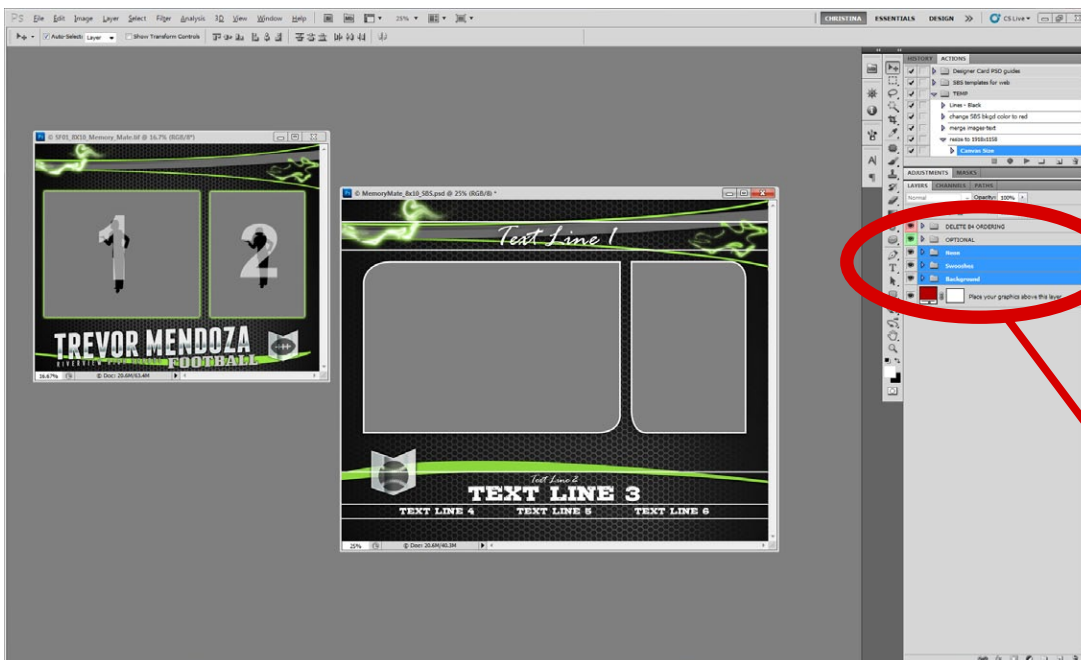 PS File Edit Image Layer Select Filter Analysis 3D View Window Help 25%
CHRISTINA ESSENTIALS DESIGN CS Live
Auto-Select: Layer Show Transform Controls
HISTORY ACTIONS
Designer Card PSD guides
SBS templates for web
TEMP
Lines - Black
change SBS bkgd color to red
merge images-text
resize to 1918x1558
Canvas Size
ADJUSTMENTS MASKS
LAYERS CHANNELS PATHS
Normal Opacity: 100%
DELETE B4 ORDERING
OPTIONAL
Swooshes
Background
Place your graphics above this layer
© SF01_8X10_Memory_Mate.tif @ 16.7% (RGB/8*)
1 2
TREVOR MENDOZA
FOOTBALL
16.67% Doc: 20.6M/63.4M
© MemoryMate_8x10_SBS.psd @ 25% (RGB/8) *
Text Line 1
Text Line 2
TEXT LINE 3
TEXT LINE 4 TEXT LINE 5 TEXT LINE 6
25% © Doc: 20.6M/40.3M